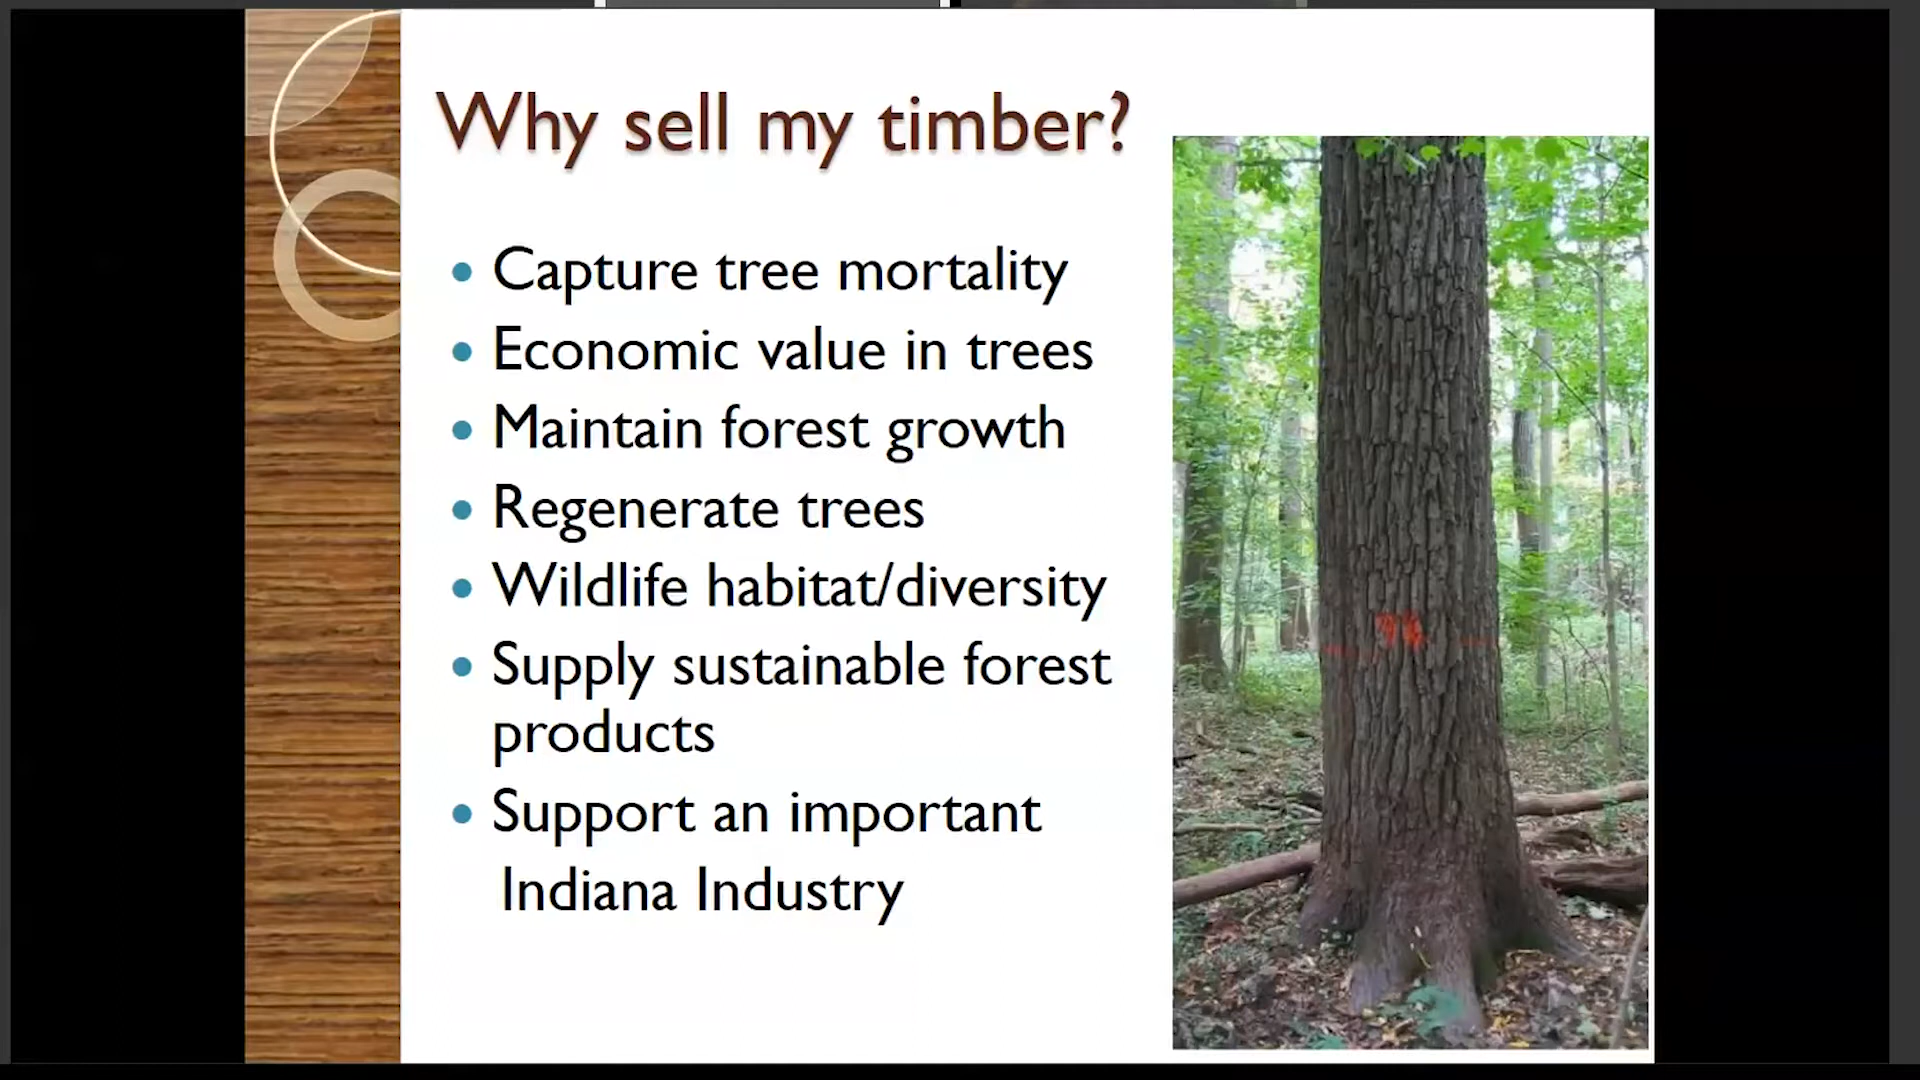 Why sell my timber?
• Capture tree mortality
• Economic value in trees
• Maintain forest growth
• Regenerate trees
• Wildlife habitat/diversity
• Supply sustainable forest
products
• Support an important
Indiana Industry